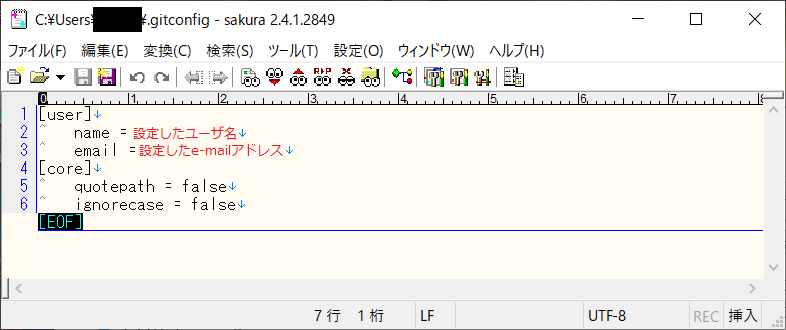 C:¥Users¥ ¥.gitconfig - sakura 2.4.1.2849
ファイル(F) 編集(E) 変換(C) 検索(S) ツール(T) 設定(O) ウィンドウ(W) ヘルプ(H)
0 1 2 3 4 5 6 7 8
1 [user]↓
2 ^ name = 設定したユーザ名↓
3 ^ email =設定したe-mailアドレス↓
4 [core]↓
5 ^ quotepath = false↓
6 ^ ignorecase = false↓
[EOF]
7 行 1 桁 LF UTF-8 REC 挿入